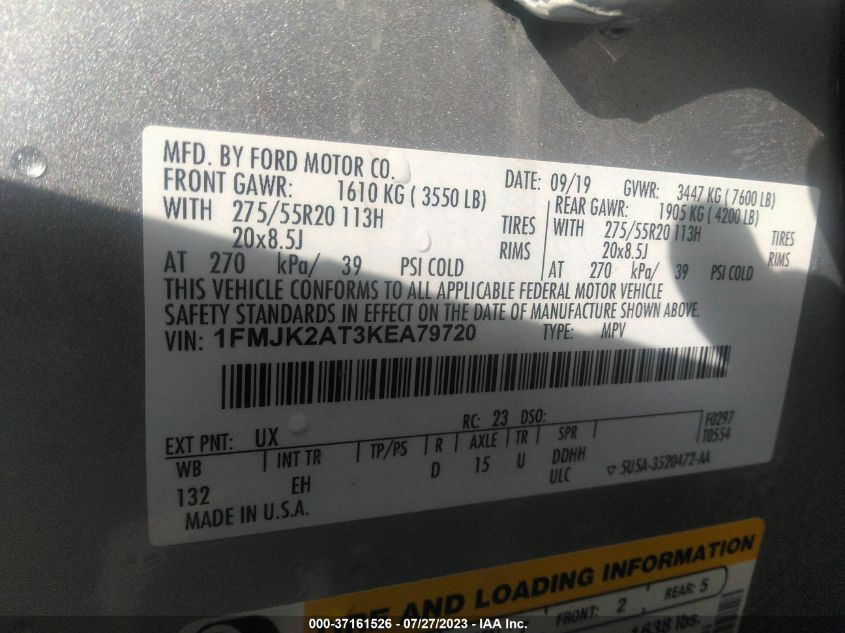 MFD. BY FORD MOTOR CO.
DATE: 09/19 GVWR: 3447 KG ( 7600 LB)
FRONT GAWR: 1610 KG ( 3550 LB)
WITH 275/55R20 113H TIRES
20x8.5J RIMS
AT 270 kPa/ 39 PSI COLD
REAR GAWR: 1905 KG ( 4200 LB)
WITH 275/55R20 113H TIRES
20x8.5J RIMS
AT 270 kPa/ 39 PSI COLD
THIS VEHICLE CONFORMS TO ALL APPLICABLE FEDERAL MOTOR VEHICLE
SAFETY STANDARDS IN EFFECT ON THE DATE OF MANUFACTURE SHOWN ABOVE.
VIN: 1FMJK2AT3KEA79720 TYPE: MPV
RC: 23 DSO: F0297
T0554
EXT PNT: UX
WB INT TR TP/PS R AXLE TR SPR
132 EH D 15 U DDHH
ULC 5U5A-3520472-AA
MADE IN U.S.A.
AND LOADING INFORMATION
FRONT: 2 REAR: 5
lbs.
000-37161526 - 07/27/2023 - IAA Inc.